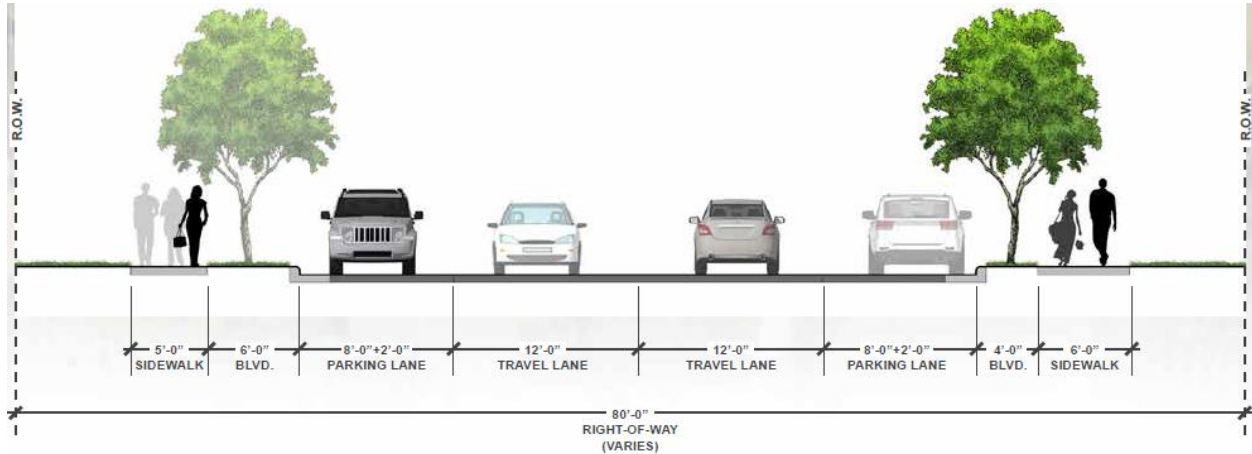 R.O.W.
R.O.W.
5'-0" 6'-0" 8'-0"+2'-0" 12'-0" 12'-0" 8'-0"+2'-0" 4'-0" 6'-0"
SIDEWALK BLVD. PARKING LANE TRAVEL LANE TRAVEL LANE PARKING LANE BLVD. SIDEWALK
80'-0"
RIGHT-OF-WAY
(VARIES)